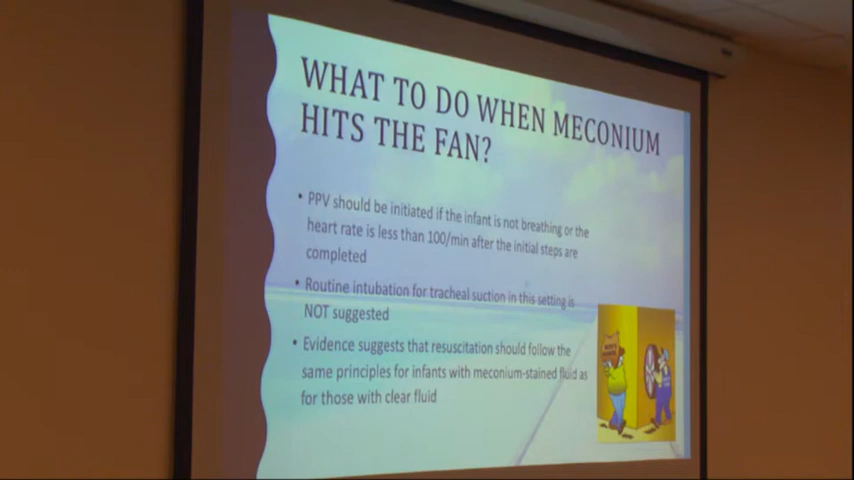 WHAT TO DO WHEN MECONIUM
HITS THE FAN?
• PPV should be initiated if the infant is not breathing or the
heart rate is less than 100/min after the initial steps are
completed
• Routine intubation for tracheal suction in this setting is
NOT suggested
• Evidence suggests that resuscitation should follow the
same principles for infants with meconium-stained fluid as
for those with clear fluid